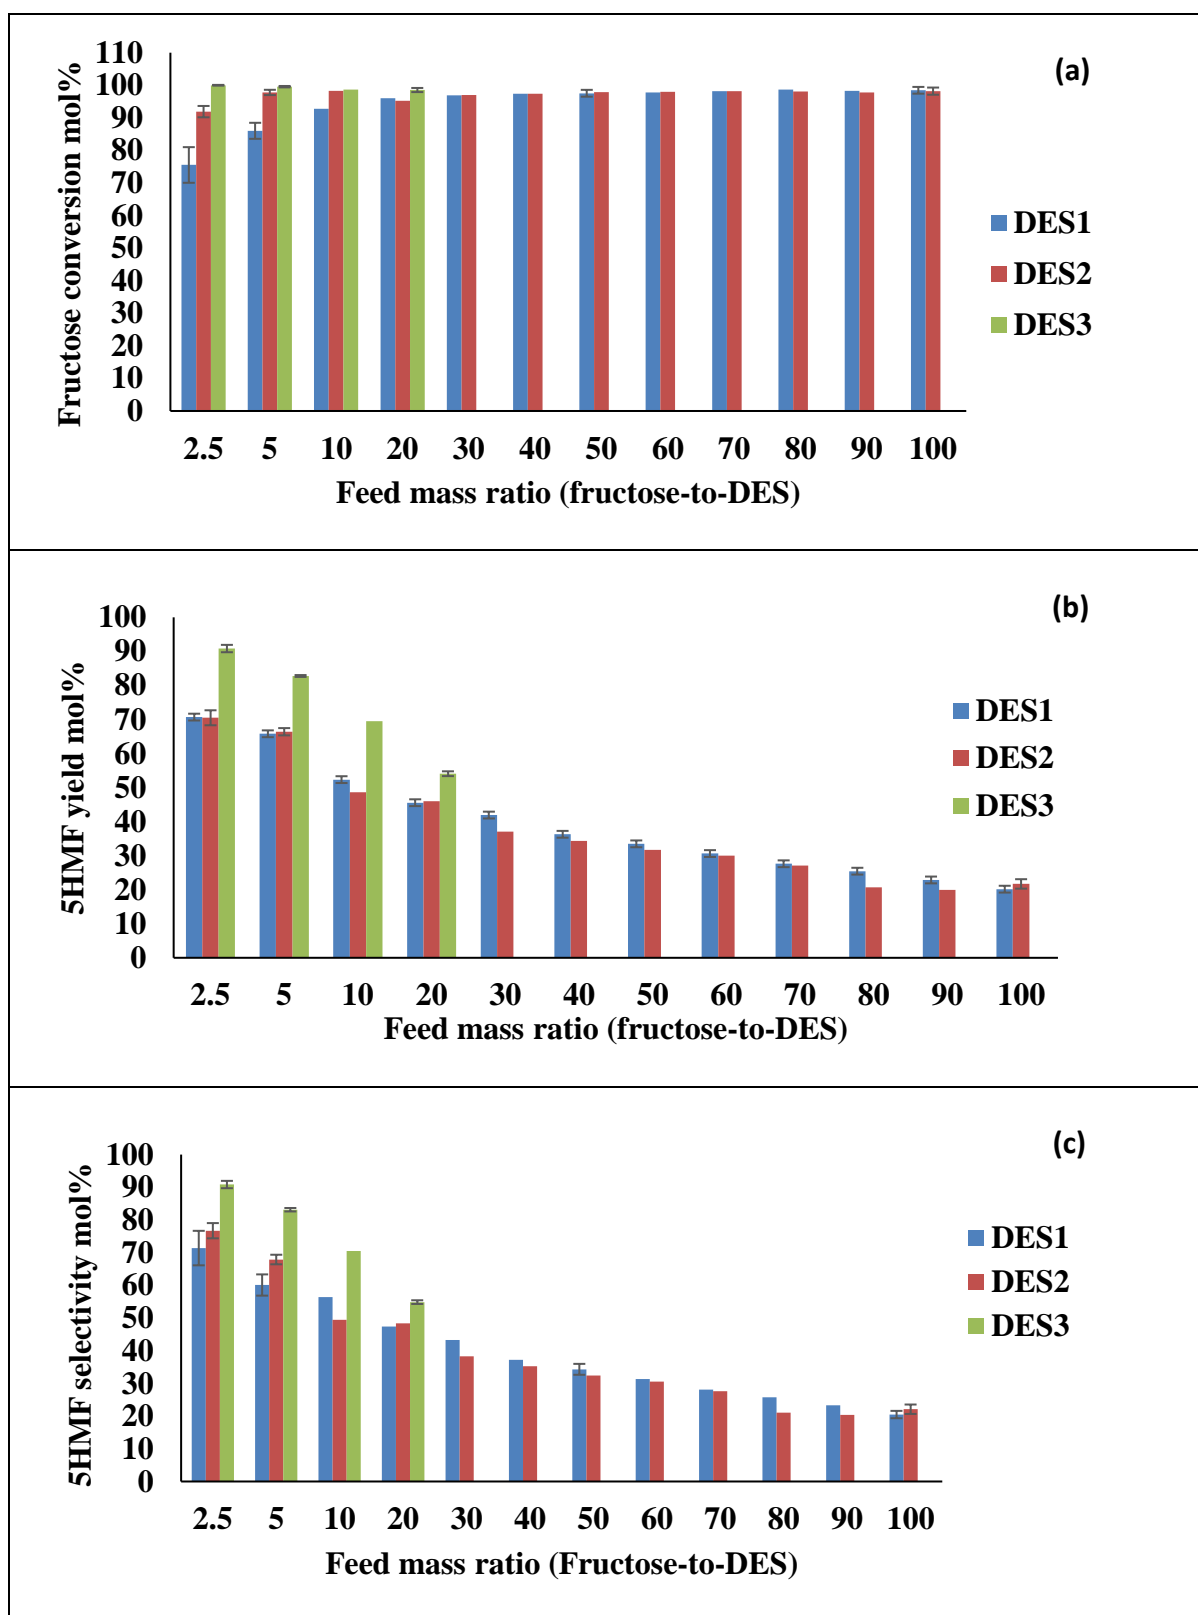 (a)
Fructose conversion mol%
110
100
90
80
70
60
50
40
30
20
10
0
2.5 5 10 20 30 40 50 60 70 80 90 100
Feed mass ratio (fructose-to-DES)
DES1
DES2
DES3
(b)
5HMF yield mol%
100
90
80
70
60
50
40
30
20
10
0
2.5 5 10 20 30 40 50 60 70 80 90 100
Feed mass ratio (fructose-to-DES)
DES1
DES2
DES3
(c)
5HMF selectivity mol%
100
90
80
70
60
50
40
30
20
10
0
2.5 5 10 20 30 40 50 60 70 80 90 100
Feed mass ratio (Fructose-to-DES)
DES1
DES2
DES3